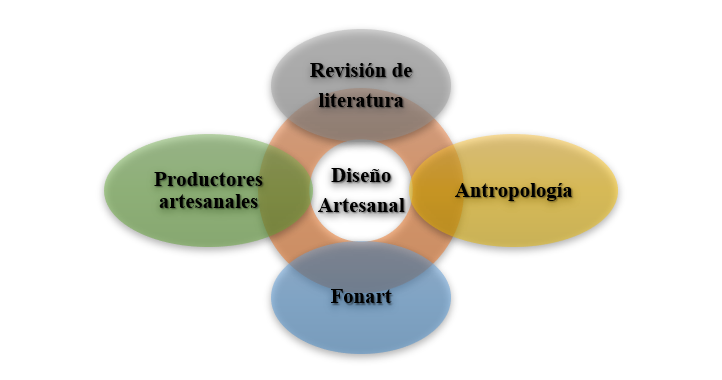 Revisión de
literatura
Productores
artesanales
Diseño
Artesanal
Antropología
Fonart